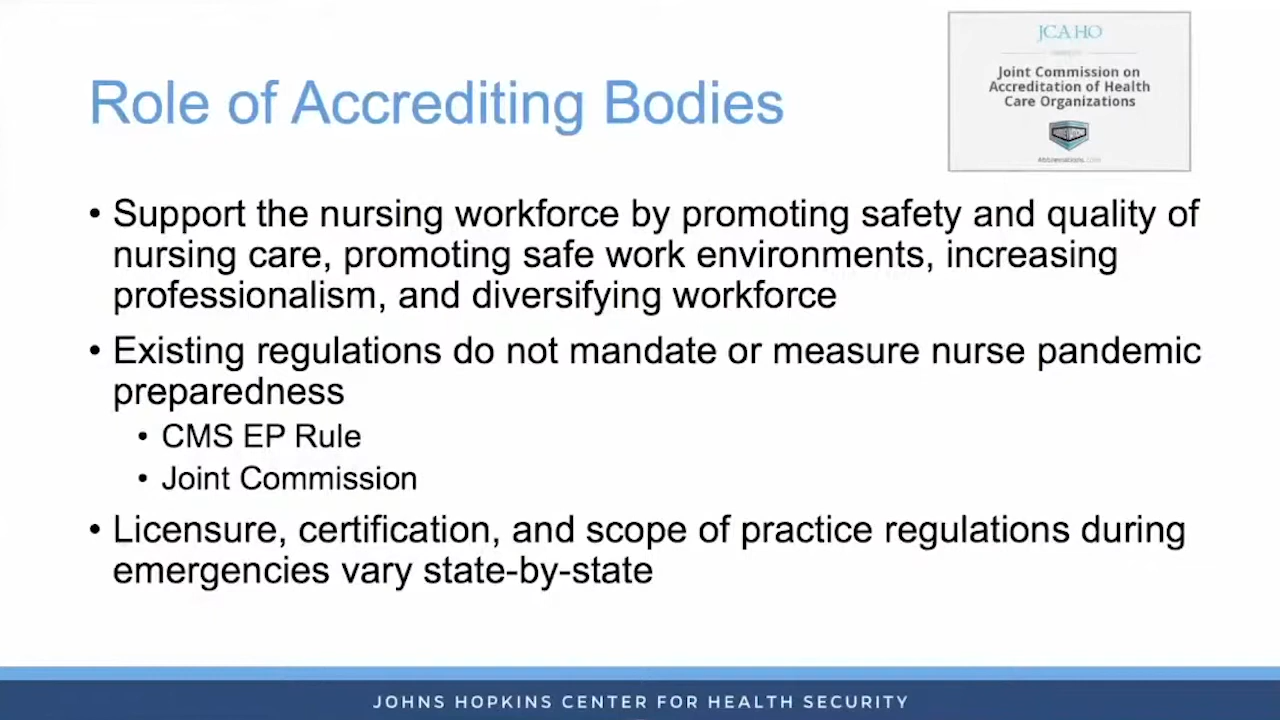 JCAHO
Joint Commission on
Accreditation of Health
Care Organizations
Abbreviations.com
Role of Accrediting Bodies
• Support the nursing workforce by promoting safety and quality of
nursing care, promoting safe work environments, increasing
professionalism, and diversifying workforce
• Existing regulations do not mandate or measure nurse pandemic
preparedness
• CMS EP Rule
• Joint Commission
• Licensure, certification, and scope of practice regulations during
emergencies vary state-by-state
JOHNS HOPKINS CENTER FOR HEALTH SECURITY